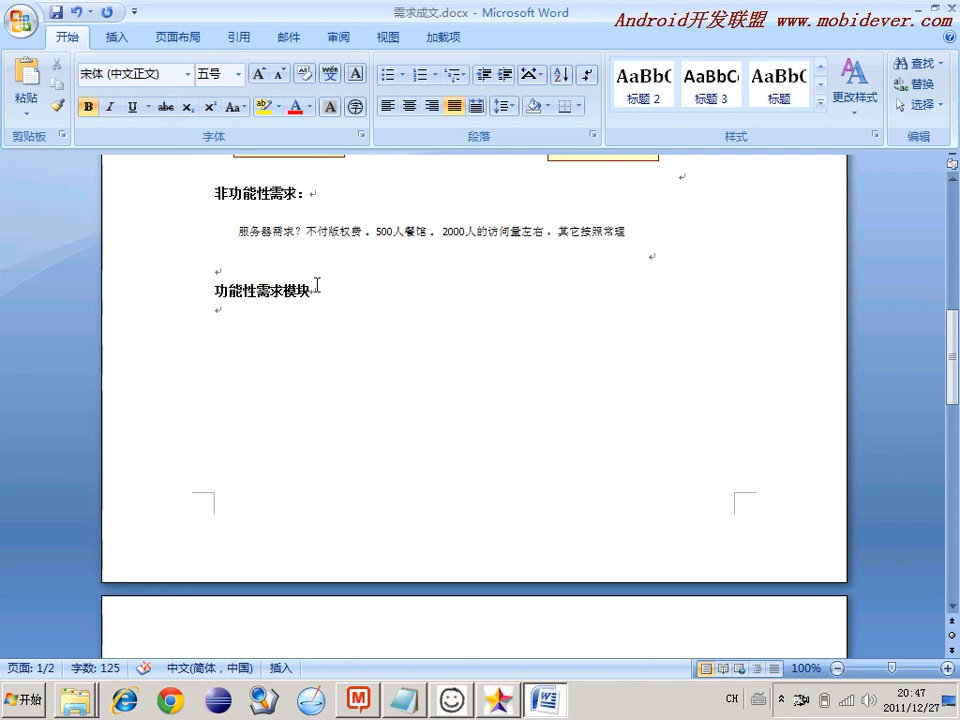 需求成文.docx - Microsoft Word
Android开发联盟 www.mobidever.com
开始 插入 页面布局 引用 邮件 审阅 视图 加载项
粘贴
宋体 (中文正文) 五号
B I U abe X₂ X² Aa
AaBbC AaBbC AaBbC
标题 2 标题 3 标题
更改样式
查找
替换
选择
剪贴板 字体 段落 样式 编辑
非功能性需求：
服务器需求？不付版权费。500人餐馆。2000人的访问量左右，其它按照常理
功能性需求模块
页面: 1/2 字数: 125 中文(简体，中国) 插入 100%
开始 CH 20:47
2011/12/27